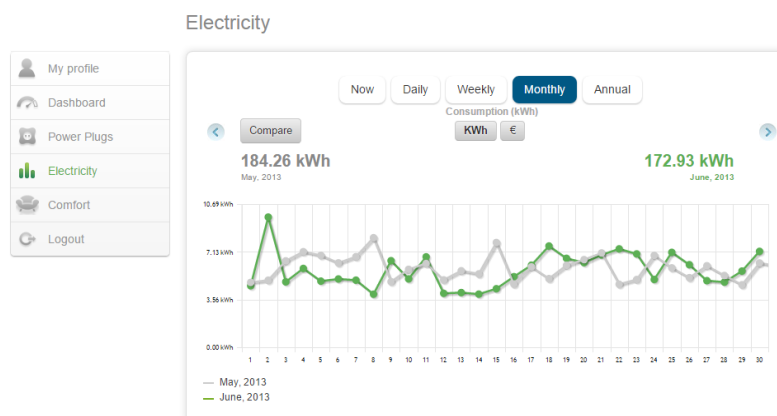 Electricity
My profile
Dashboard
Power Plugs
Electricity
Comfort
Logout
Now Daily Weekly Monthly Annual
Consumption (kWh)
Compare KWh €
184.26 kWh 172.93 kWh
May, 2013 June, 2013
10.69 kWh
7.13 kWh
3.56 kWh
0.00 kWh
1 2 3 4 5 6 7 8 9 10 11 12 13 14 15 16 17 18 19 20 21 22 23 24 25 26 27 28 29 30
May, 2013
June, 2013